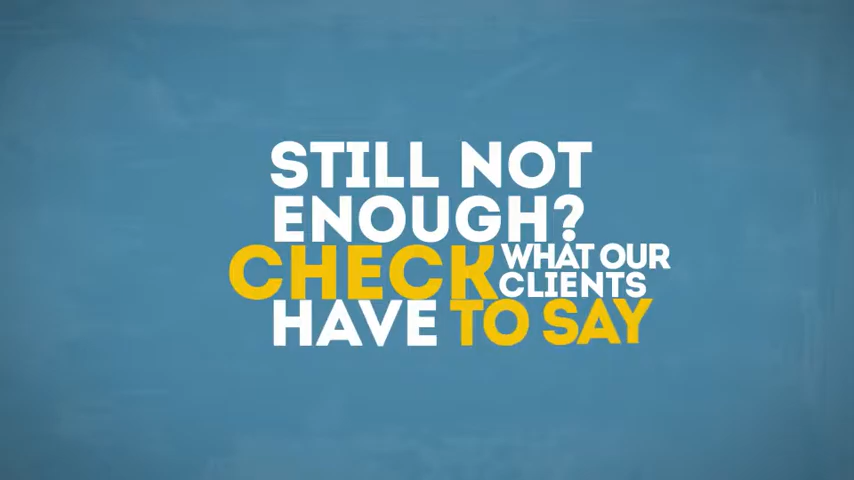 STILL NOT
ENOUGH?
CHECK WHAT OUR
CLIENTS
HAVE TO SAY